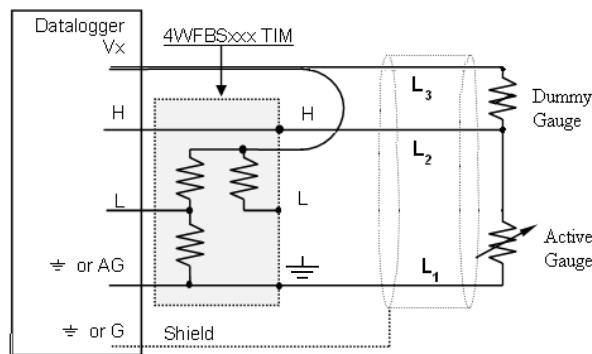 Datalogger
Vx
4WFBSxxx TIM
L3
Dummy
Gauge
H
H
L2
L
L
⏚ or AG
L1
Active
Gauge
⏚ or G
Shield